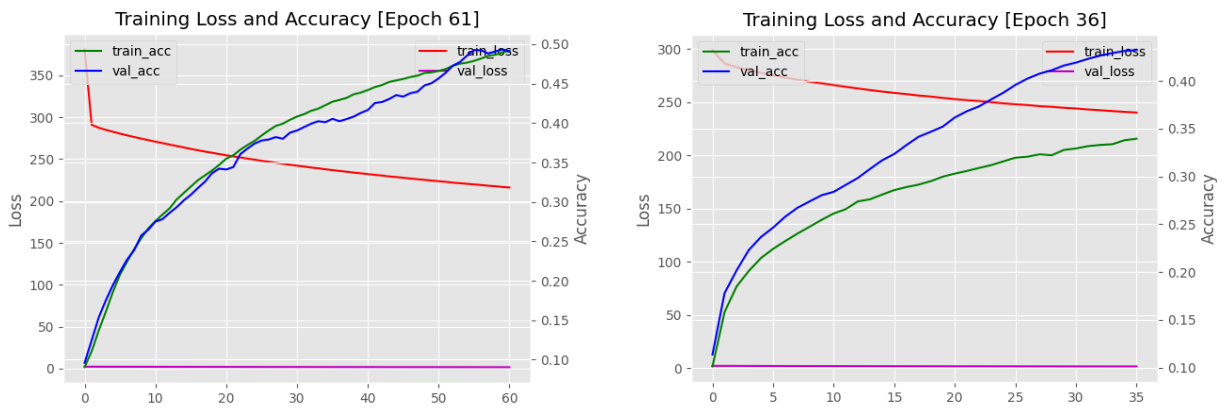 Training Loss and Accuracy [Epoch 61]
train_acc
val_acc
train_loss
val_loss
Loss
0
50
100
150
200
250
300
350
Accuracy
0.10
0.15
0.20
0.25
0.30
0.35
0.40
0.45
0.50
0 10 20 30 40 50 60
Training Loss and Accuracy [Epoch 36]
train_acc
val_acc
train_loss
val_loss
Loss
0
50
100
150
200
250
300
Accuracy
0.10
0.15
0.20
0.25
0.30
0.35
0.40
0 5 10 15 20 25 30 35